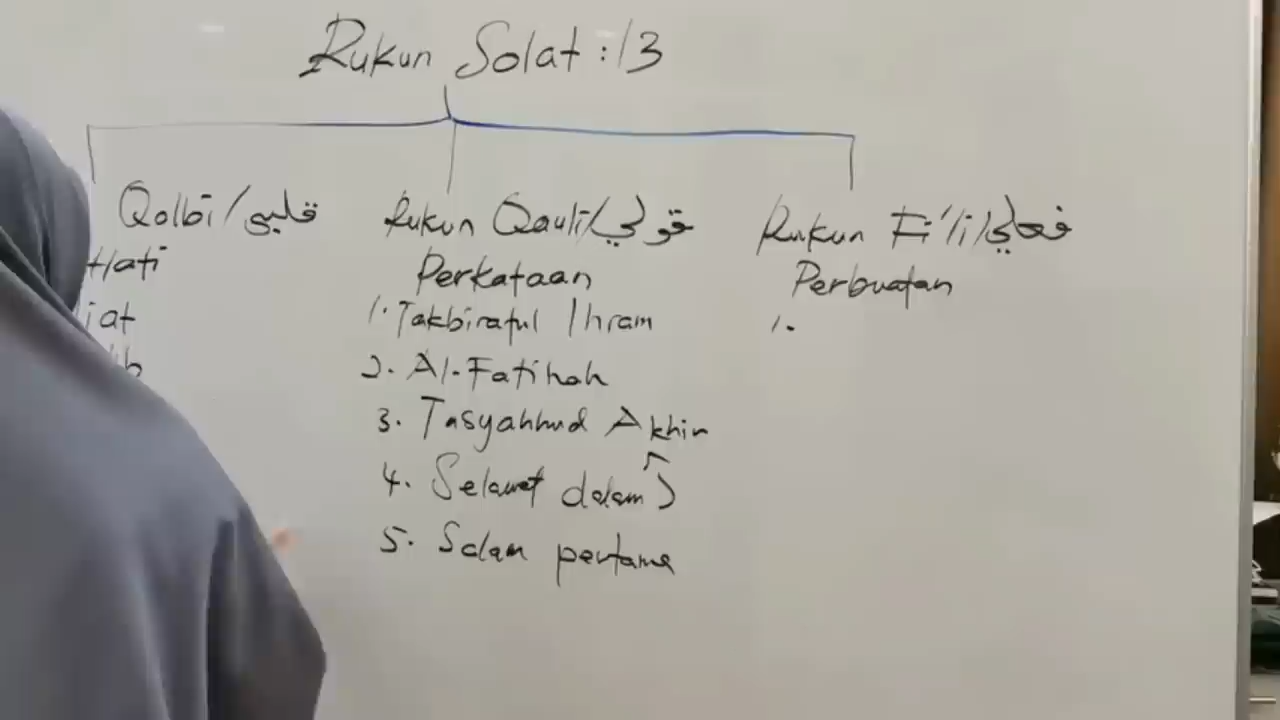 Rukun Solat : 13
Qolbi/قلبي
Hati
iat
Rukun Qauli/قولي
Perkataan
1. Takbiratul Ihram
2. Al-Fatihah
3. Tasyahhud Akhir
4. Selawat dalam
5. Salam pertama
Rukun Fi'li/فعلي
Perbuatan
1.